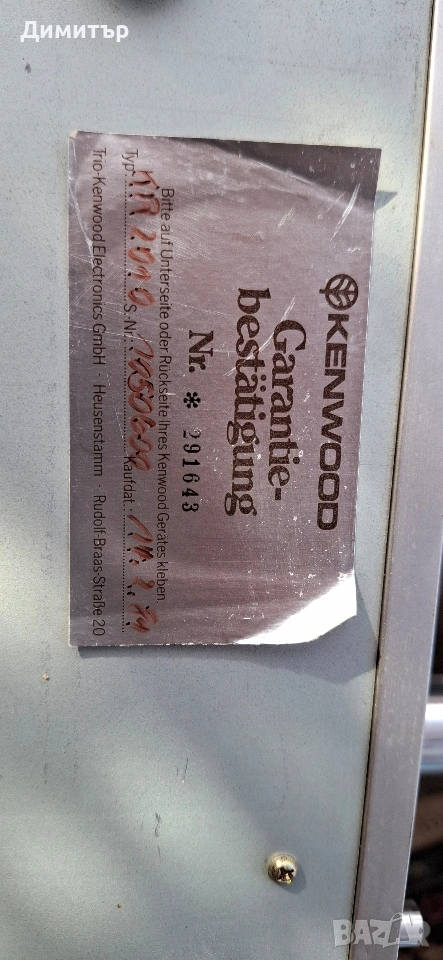 Димитър
KENWOOD
Garantie-
bestätigung
Nr. * 291643
Bitte auf Unterseite oder Rückseite Ihres Kenwood Gerätes kleben.
Typ: S.-Nr.: Kaufdat.:
Trio-Kenwood Electronics GmbH · Heusenstamm · Rudolf-Braas-Straße 20
BAZAR